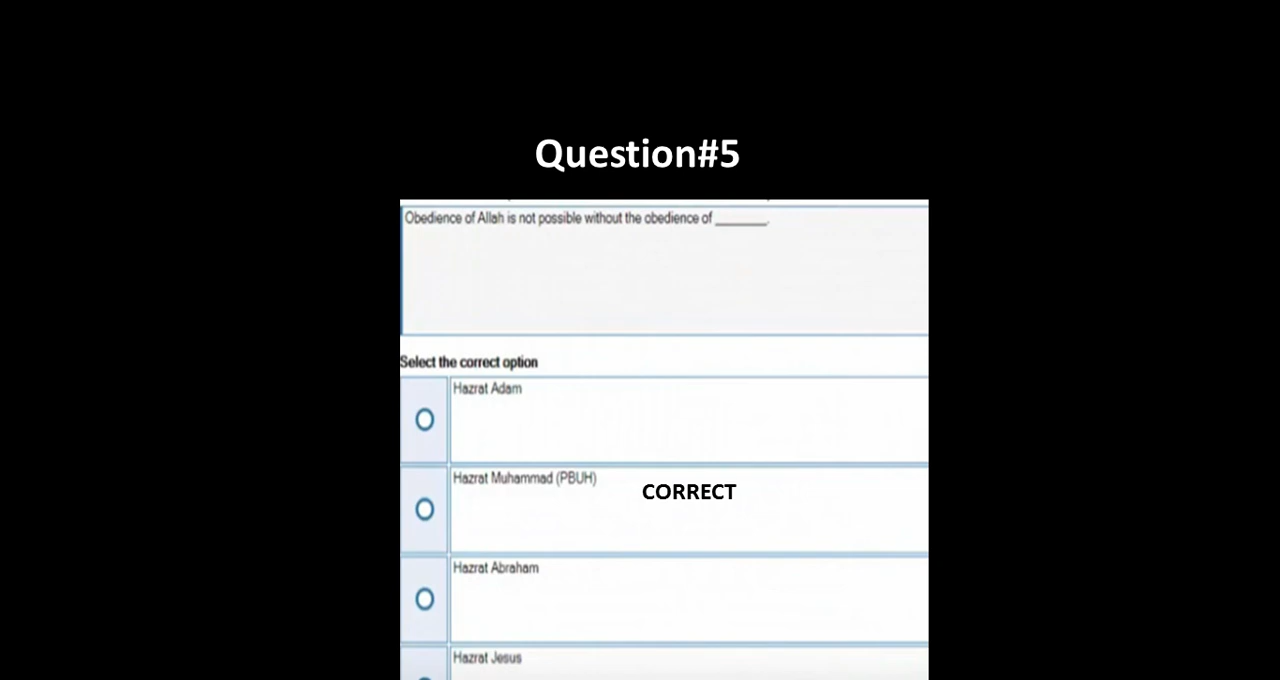 Question#5
Obedience of Allah is not possible without the obedience of ________.
Select the correct option
Hazrat Adam
Hazrat Muhammad (PBUH)
CORRECT
Hazrat Abraham
Hazrat Jesus